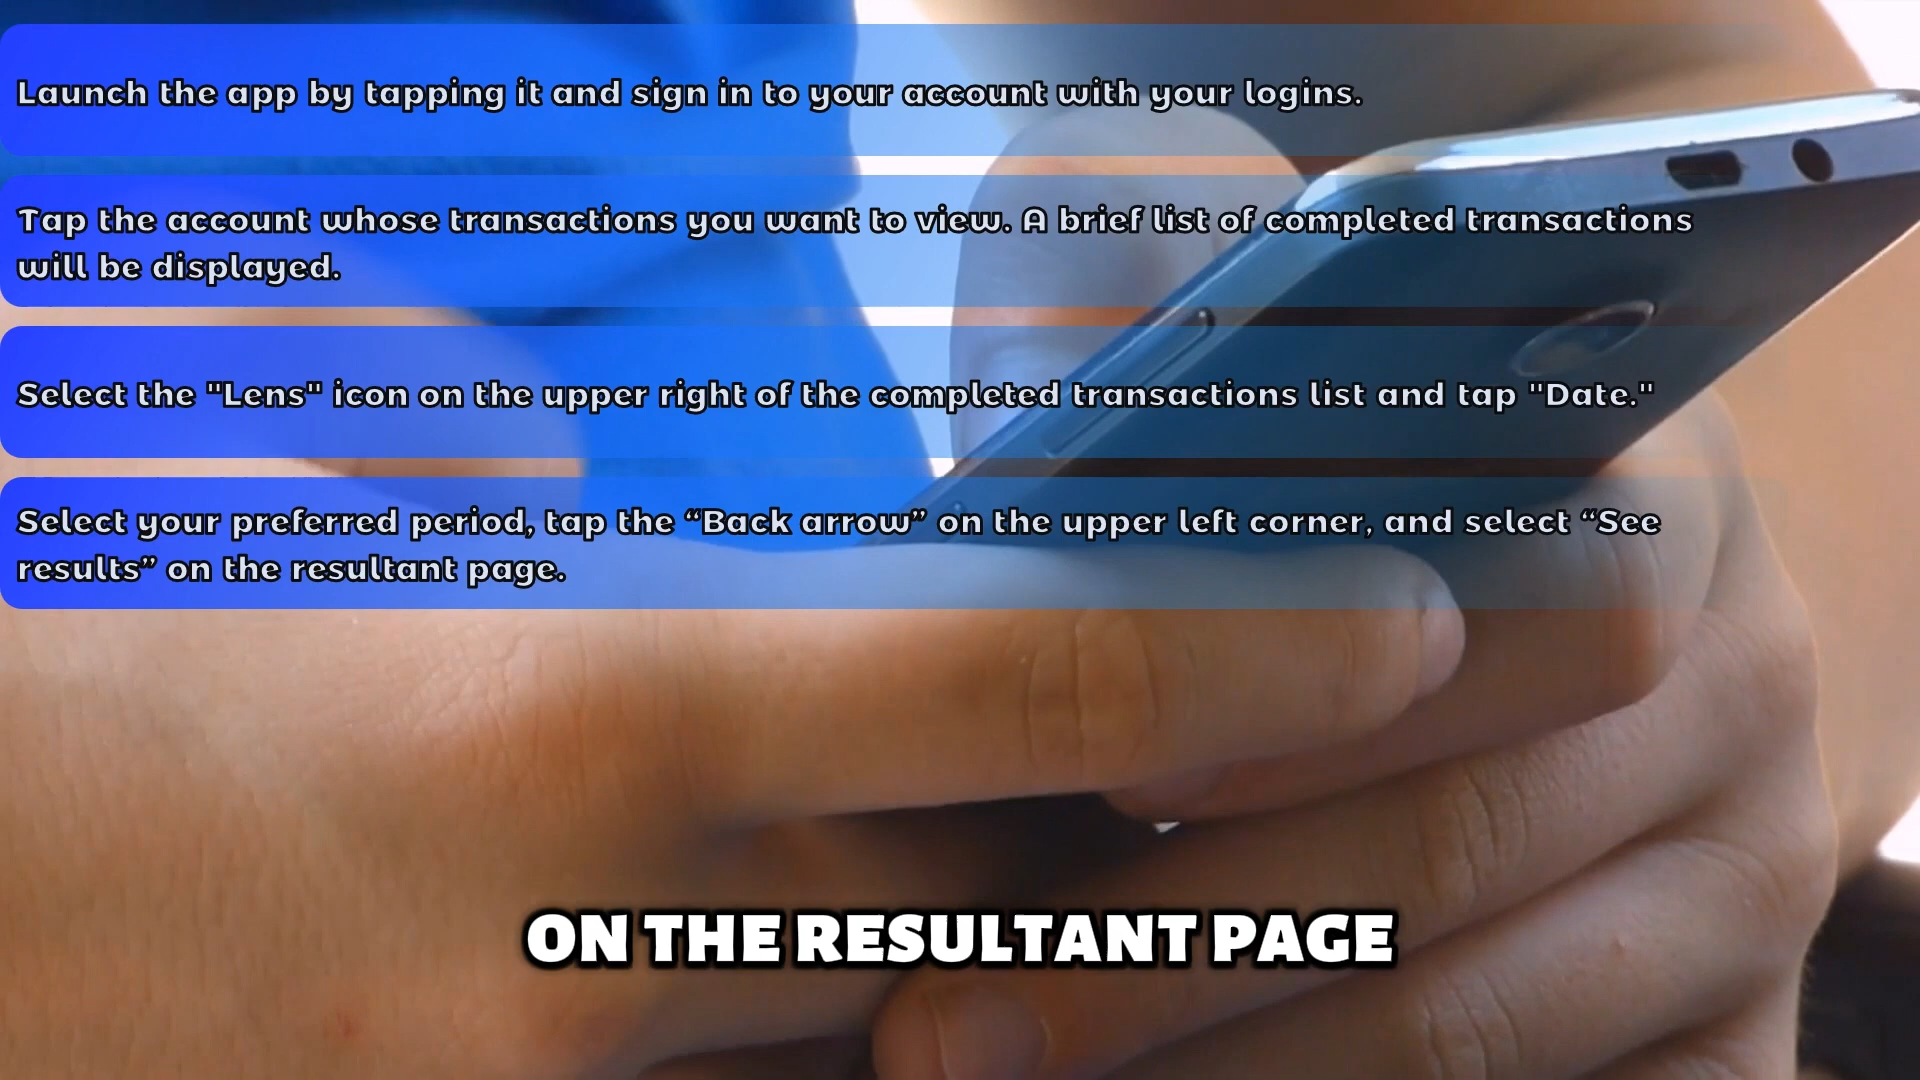 Launch the app by tapping it and sign in to your account with your logins.
Tap the account whose transactions you want to view. A brief list of completed transactions
will be displayed.
Select the "Lens" icon on the upper right of the completed transactions list and tap "Date."
Select your preferred period, tap the “Back arrow” on the upper left corner, and select “See
results” on the resultant page.
ON THE RESULTANT PAGE